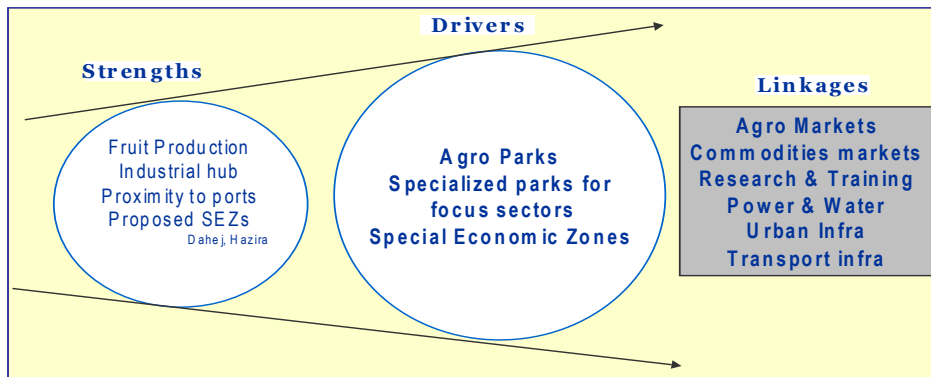 Drivers
Strengths
Linkages
Fruit Production
Industrial hub
Proximity to ports
Proposed SEZs
Dahej, Hazira
Agro Parks
Specialized parks for
focus sectors
Special Economic Zones
Agro Markets
Commodities markets
Research & Training
Power & Water
Urban Infra
Transport infra